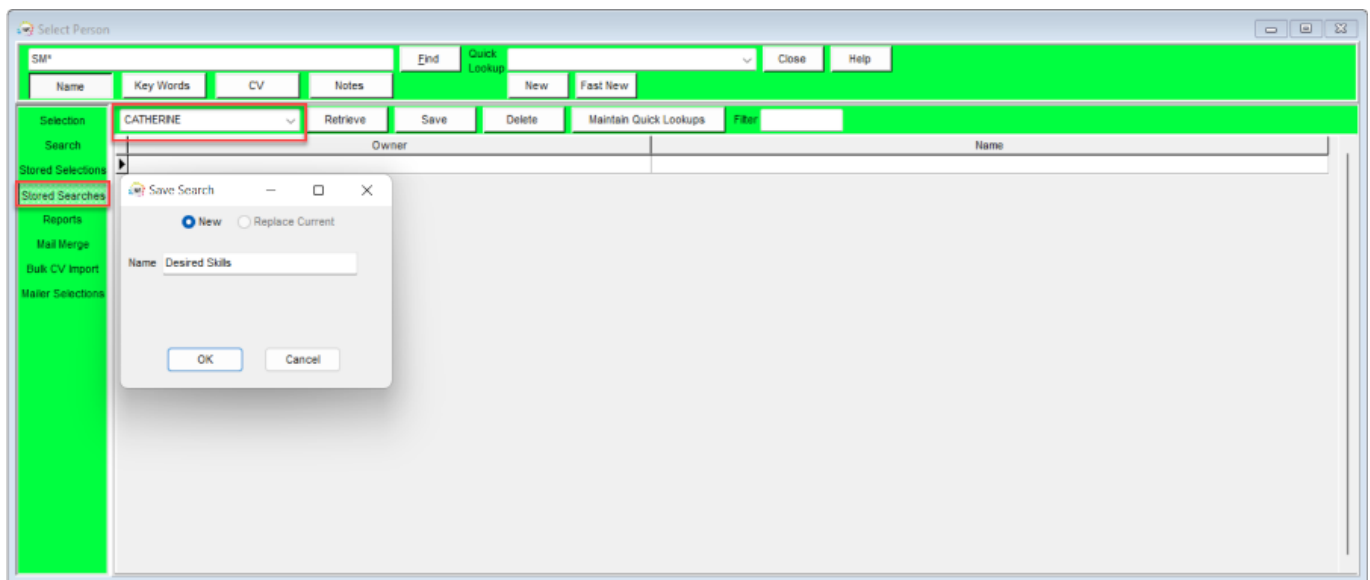 Select Person
SM* Find Quick Lookup Close Help
Name Key Words CV Notes New Fast New
Selection CATHERINE Retrieve Save Delete Maintain Quick Lookups Filter
Search Owner Name
Stored Selections
Stored Searches Save Search
Reports New Replace Current
Mail Merge
Bulk CV Import Name Desired Skills
Mailer Selections
OK Cancel